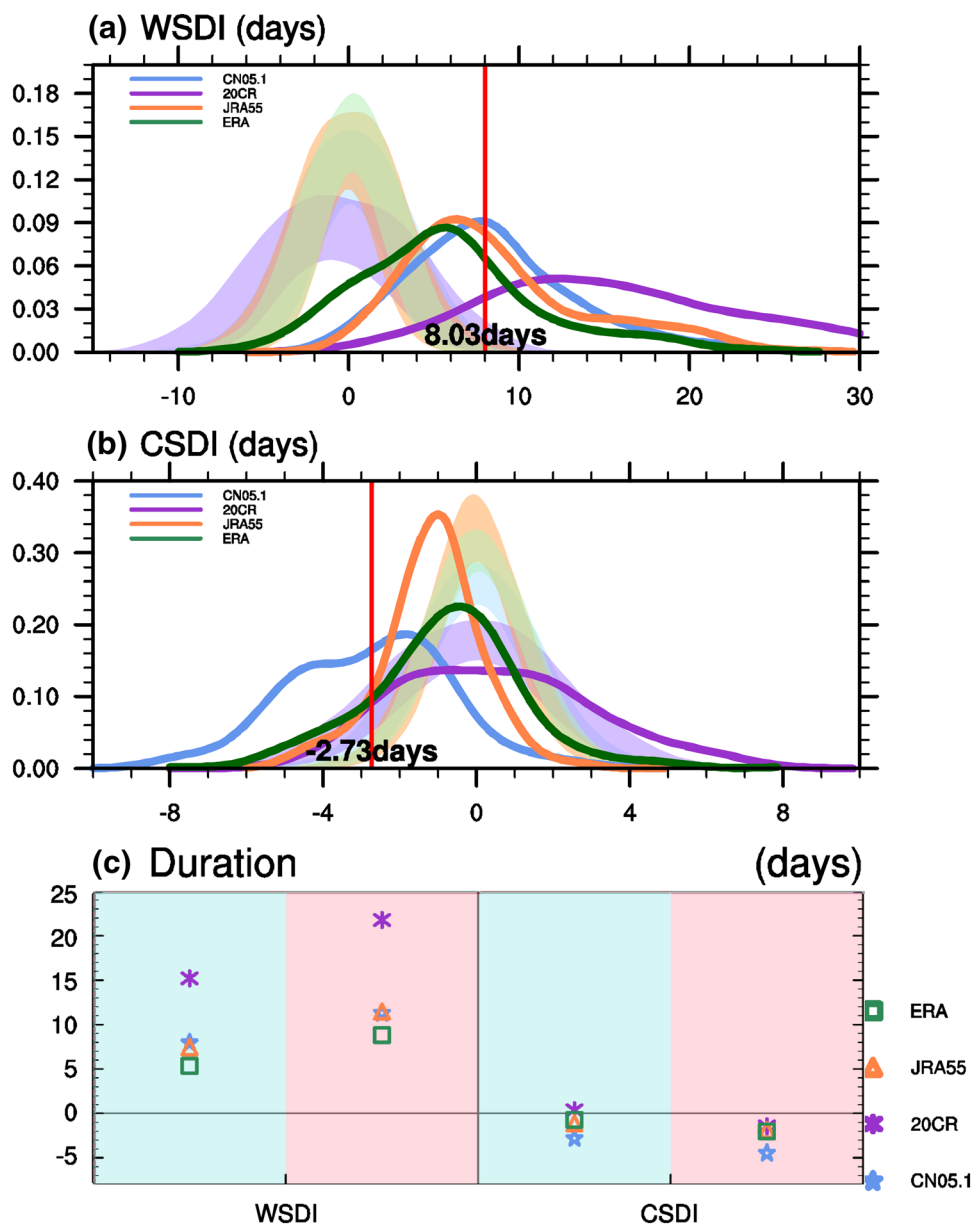 (a) WSDI (days)
CN05.1
20CR
JRA55
ERA
0.18
0.15
0.12
0.09
0.06
0.03
0.00
8.03days
-10 0 10 20 30
(b) CSDI (days)
CN05.1
20CR
JRA55
ERA
0.40
0.30
0.20
0.10
0.00
-2.73days
-8 -4 0 4 8
(c) Duration (days)
25
20
15
10
5
0
-5
ERA
JRA55
20CR
CN05.1
WSDI CSDI